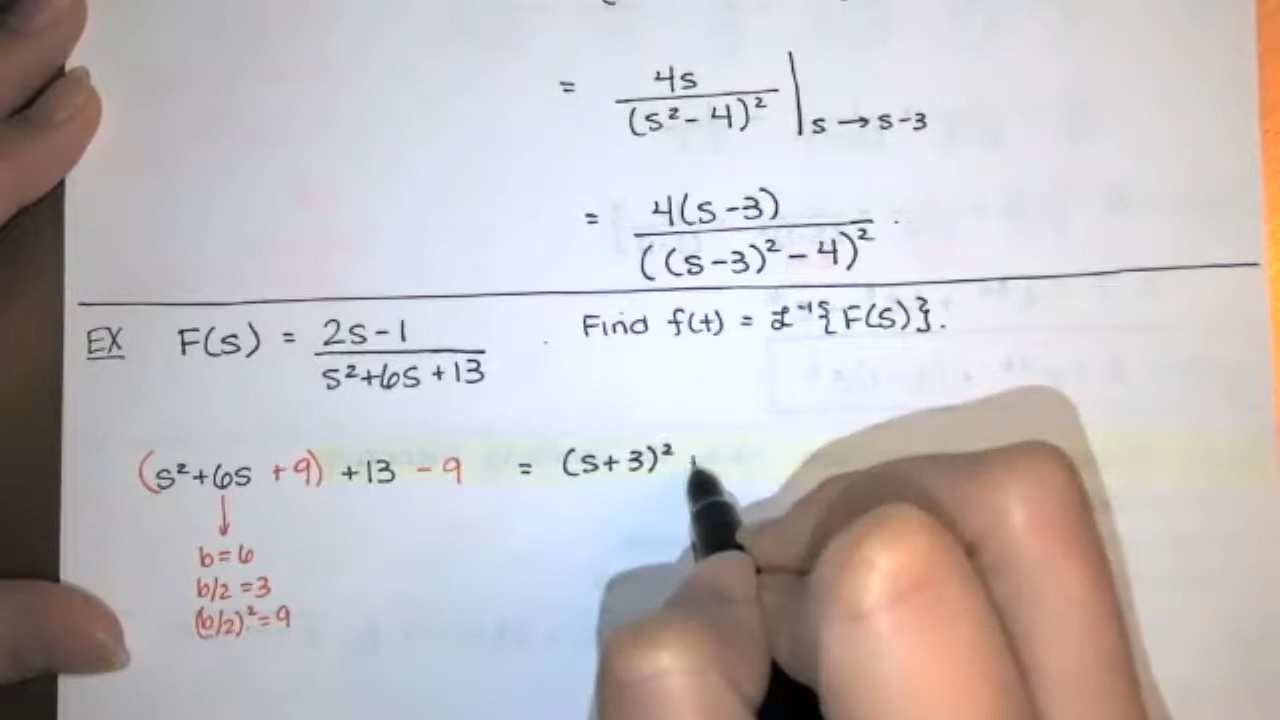 = 4s / (s² - 4)² | s → s-3
= 4(s-3) / ((s-3)² - 4)² .
EX F(s) = 2s-1 / s²+6s+13 . Find f(t) = ℒ⁻¹{F(s)}.
(s²+6s +9) +13 -9 = (s+3)²
↓
b=6
b/2 =3
(b/2)²=9